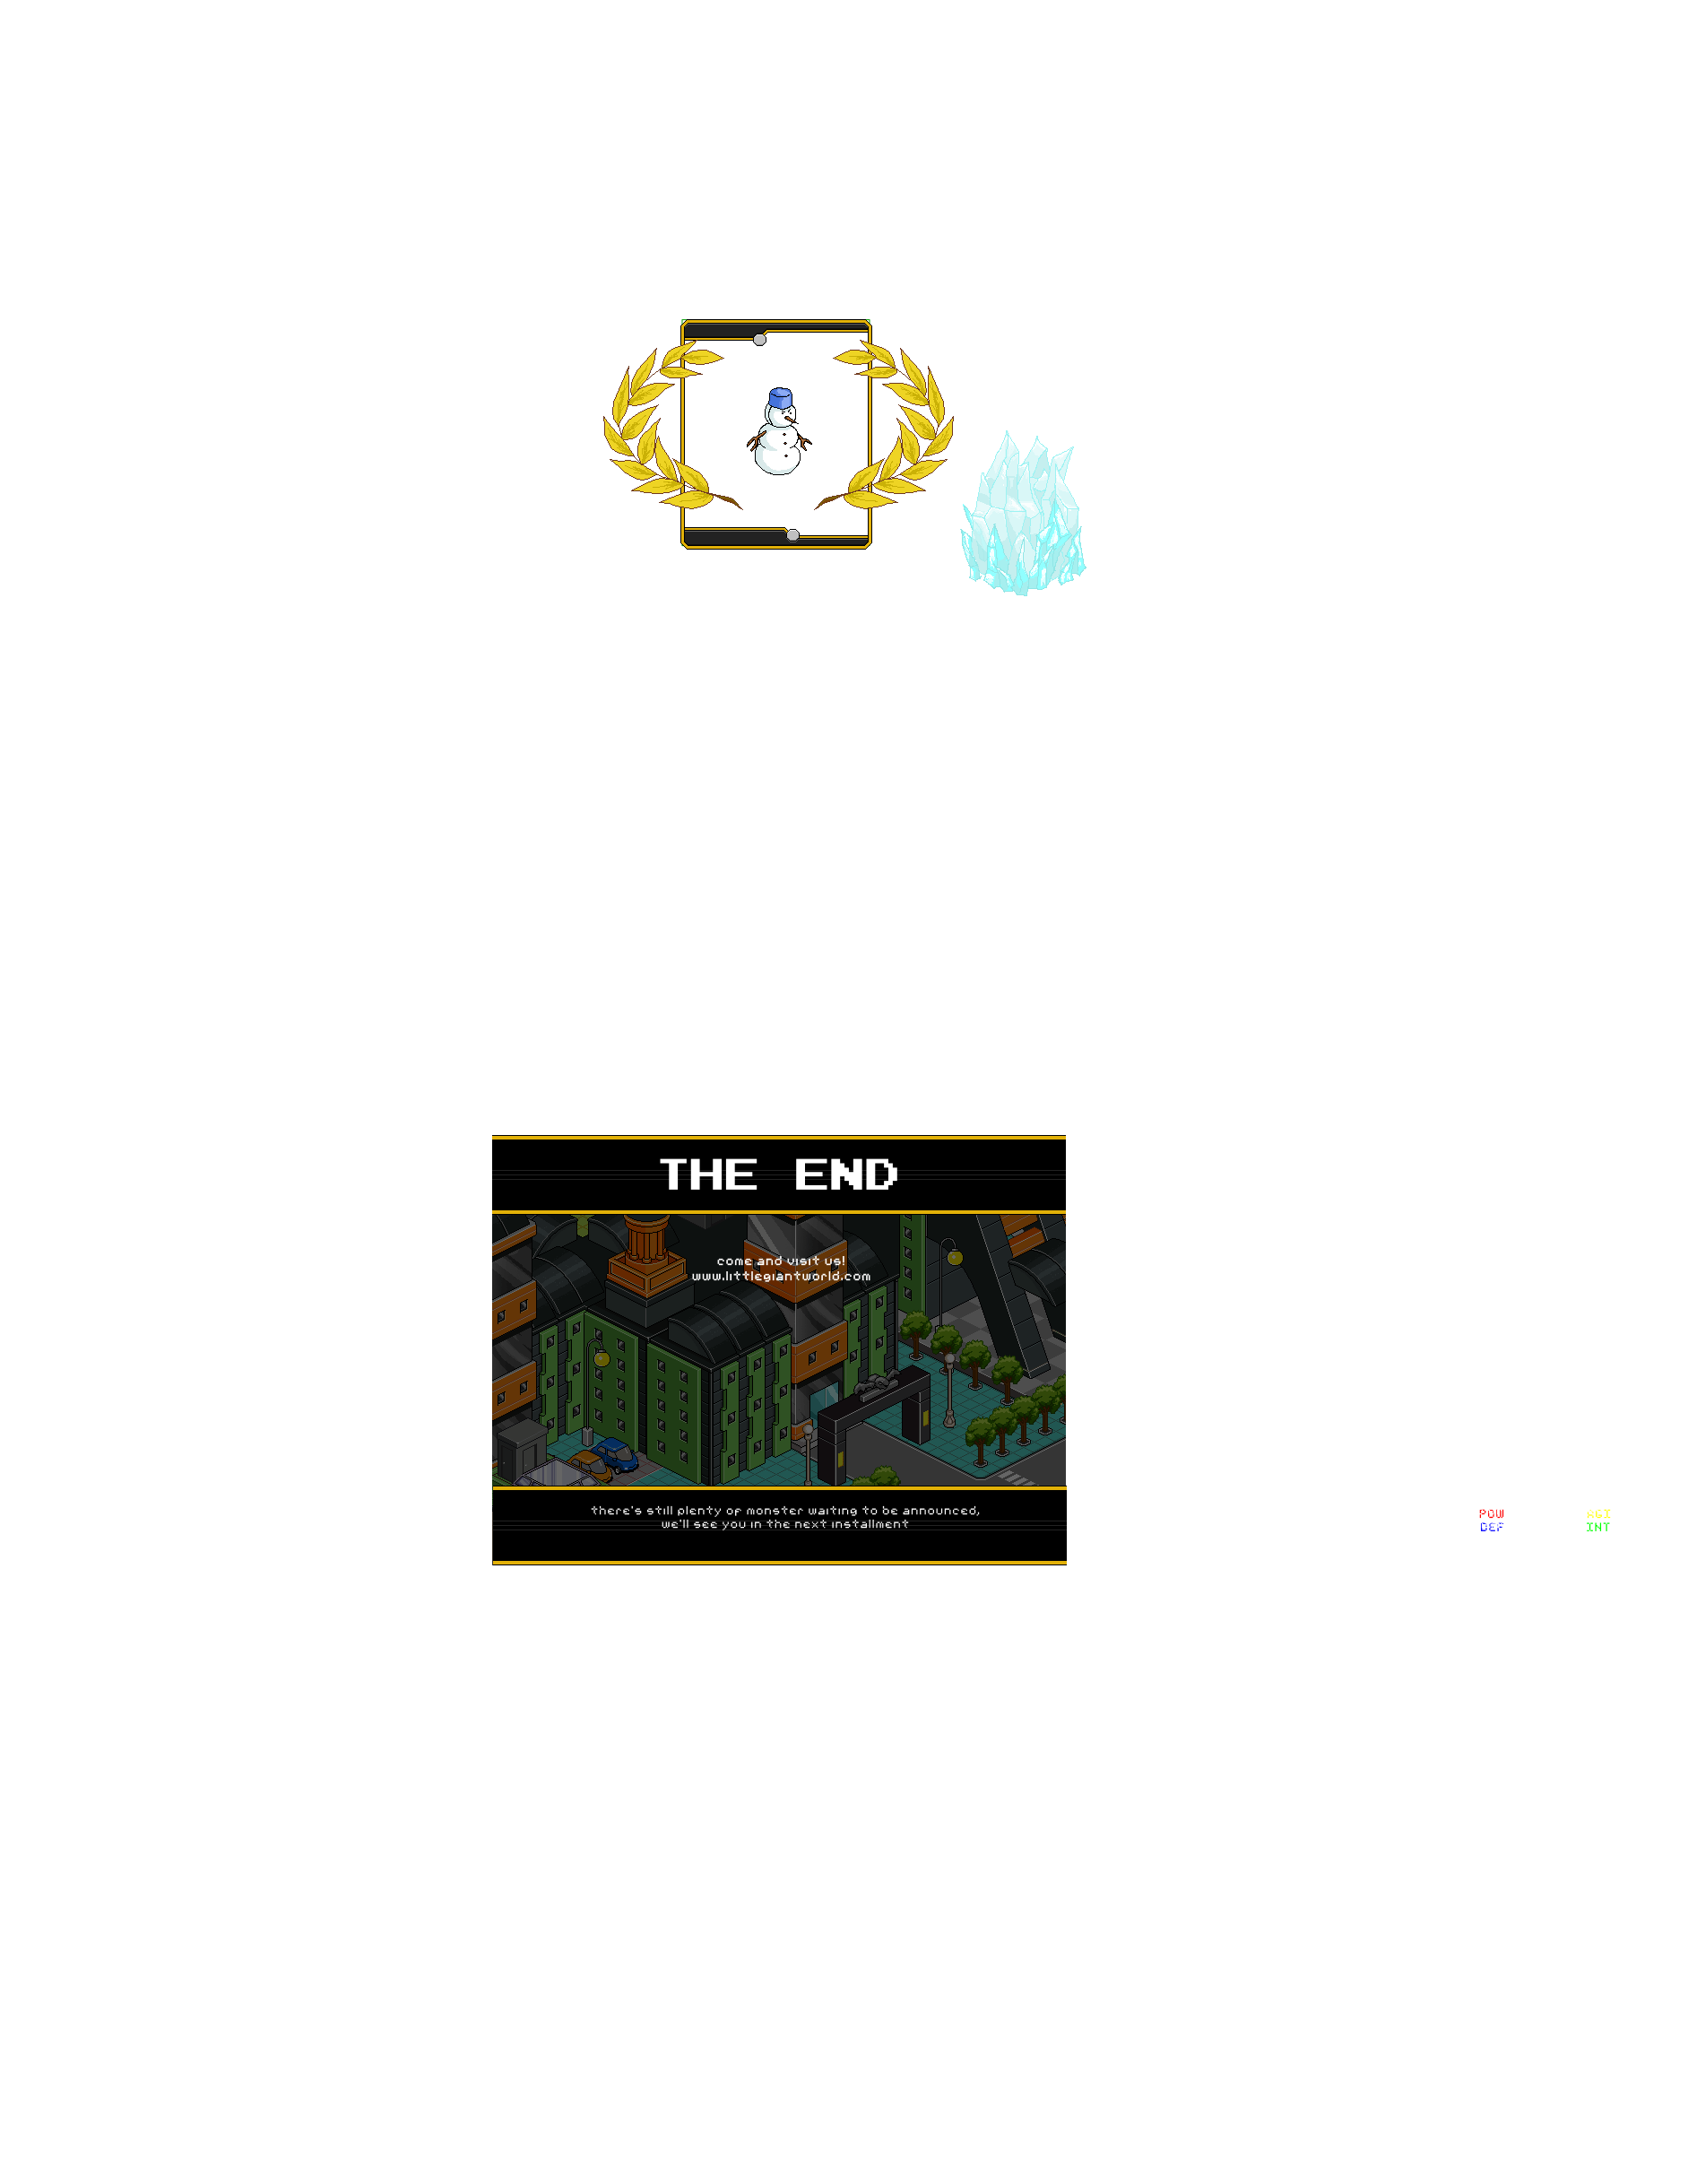 THE END
come and visit us!
www.littlegiantworld.com
there's still plenty of monster waiting to be announced,
we'll see you in the next installment
POW AGI
DEF INT